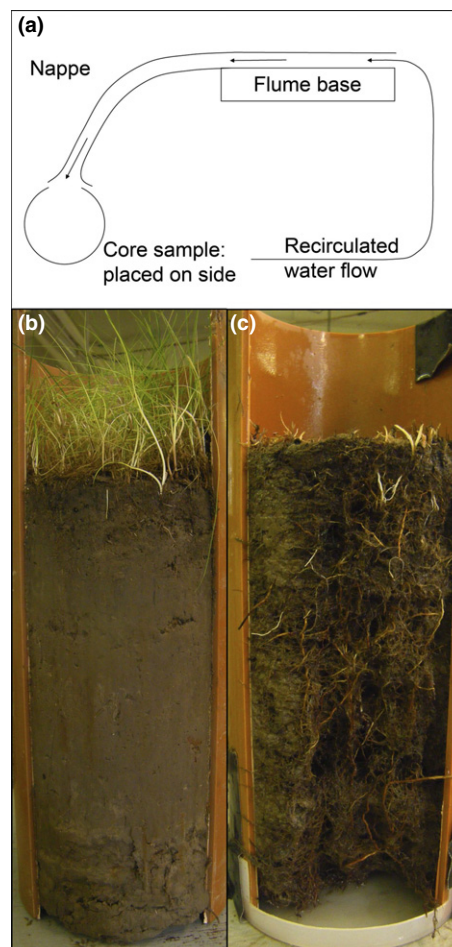 (a)
Nappe
Flume base
Core sample:
placed on side
Recirculated
water flow
(b)
(c)